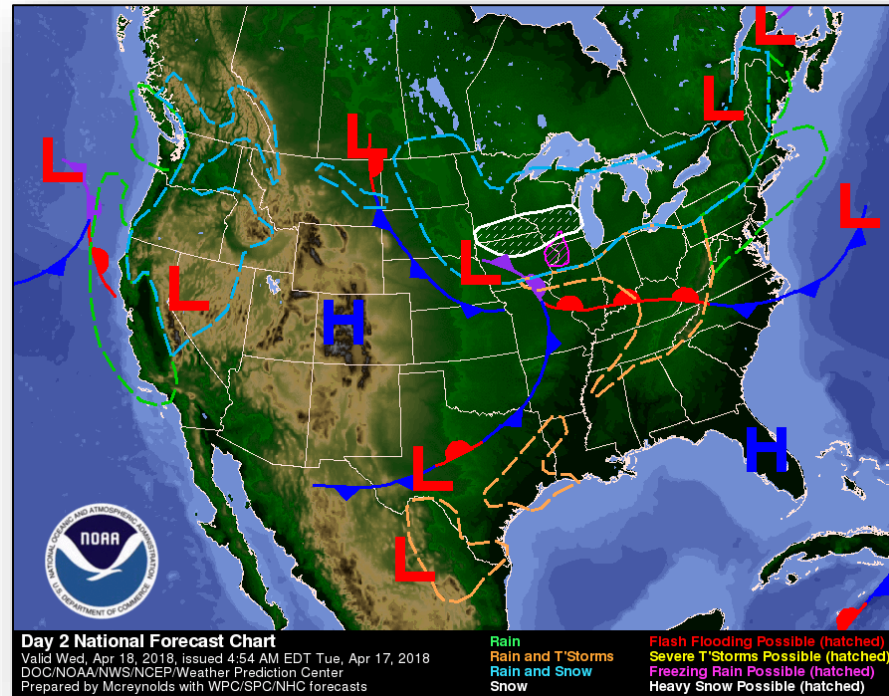 L
L
L
L
L
L
L
L
H
H
L
L
NATIONAL OCEANIC AND ATMOSPHERIC ADMINISTRATION
NOAA
U.S. DEPARTMENT OF COMMERCE
Day 2 National Forecast Chart
Valid Wed, Apr 18, 2018, issued 4:54 AM EDT Tue, Apr 17, 2018
DOC/NOAA/NWS/NCEP/Weather Prediction Center
Prepared by Mcreynolds with WPC/SPC/NHC forecasts
Rain
Rain and T'Storms
Rain and Snow
Snow
Flash Flooding Possible (hatched)
Severe T'Storms Possible (hatched)
Freezing Rain Possible (hatched)
Heavy Snow Possible (hatched)